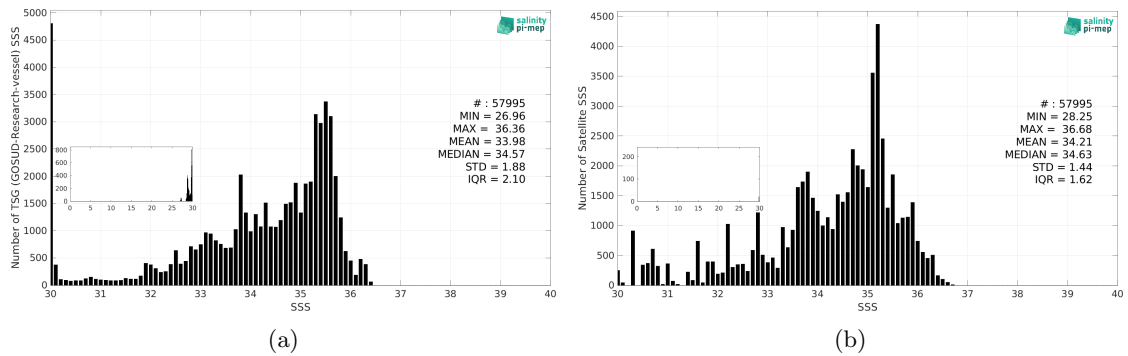 5000
4500
4000
3500
3000
2500
2000
1500
1000
500
0
Number of TSG (GOSUD-Research-vessel) SSS
salinity
pi-mep
# : 57995
MIN = 26.96
MAX = 36.36
MEAN = 33.98
MEDIAN = 34.57
STD = 1.88
IQR = 2.10
800
600
400
200
0
0 5 10 15 20 25 30
30 31 32 33 34 35 36 37 38 39 40
SSS
(a)
4500
4000
3500
3000
2500
2000
1500
1000
500
0
Number of Satellite SSS
salinity
pi-mep
# : 57995
MIN = 28.25
MAX = 36.68
MEAN = 34.21
MEDIAN = 34.63
STD = 1.44
IQR = 1.62
200
100
0
0 5 10 15 20 25 30
30 31 32 33 34 35 36 37 38 39 40
SSS
(b)